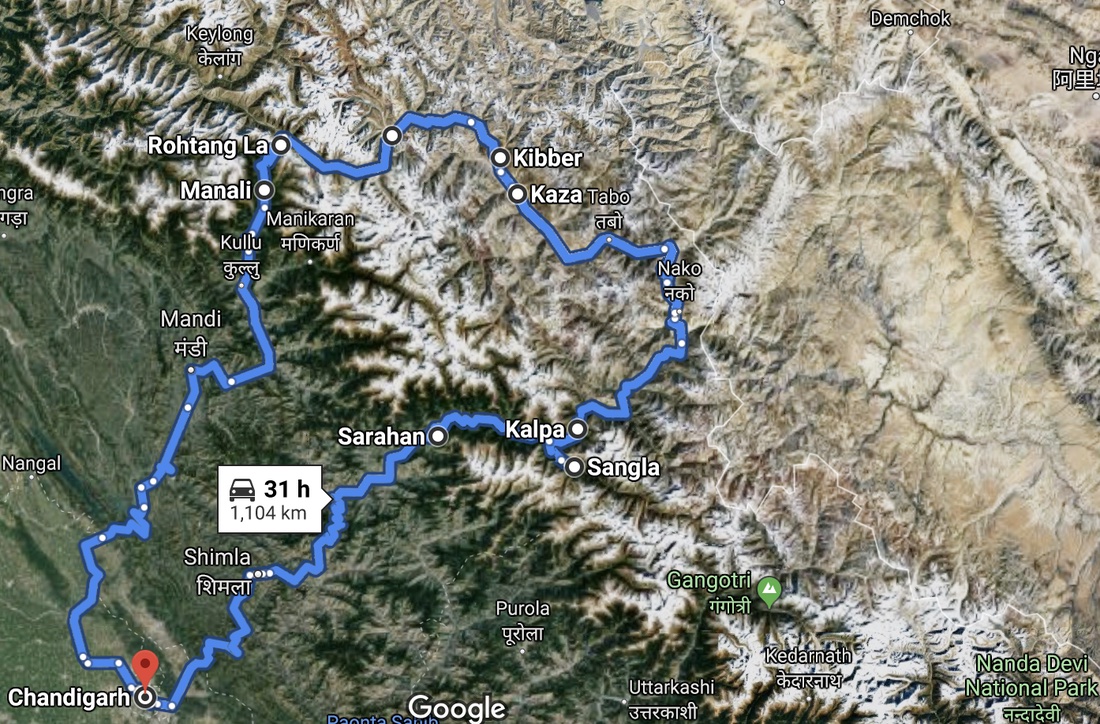 Demchok
Keylong
केलांग
Nga
阿里
Rohtang La
Kibber
Manali
Kaza
Tabo
तबो
ngra
गड़ा
Manikaran
मणिकर्ण
Kullu
कुल्लु
Nako
नको
Mandi
मंडी
Sarahan
Kalpa
Nangal
Sangla
31 h
1,104 km
Shimla
शिमला
Gangotri
गंगोत्री
Purola
पूरोला
Kedarnath
केदारनाथ
Nanda Devi
National Park
नन्दादेवी
Uttarkashi
उत्तरकाशी
Chandigarh
Google
Paonta Sahib